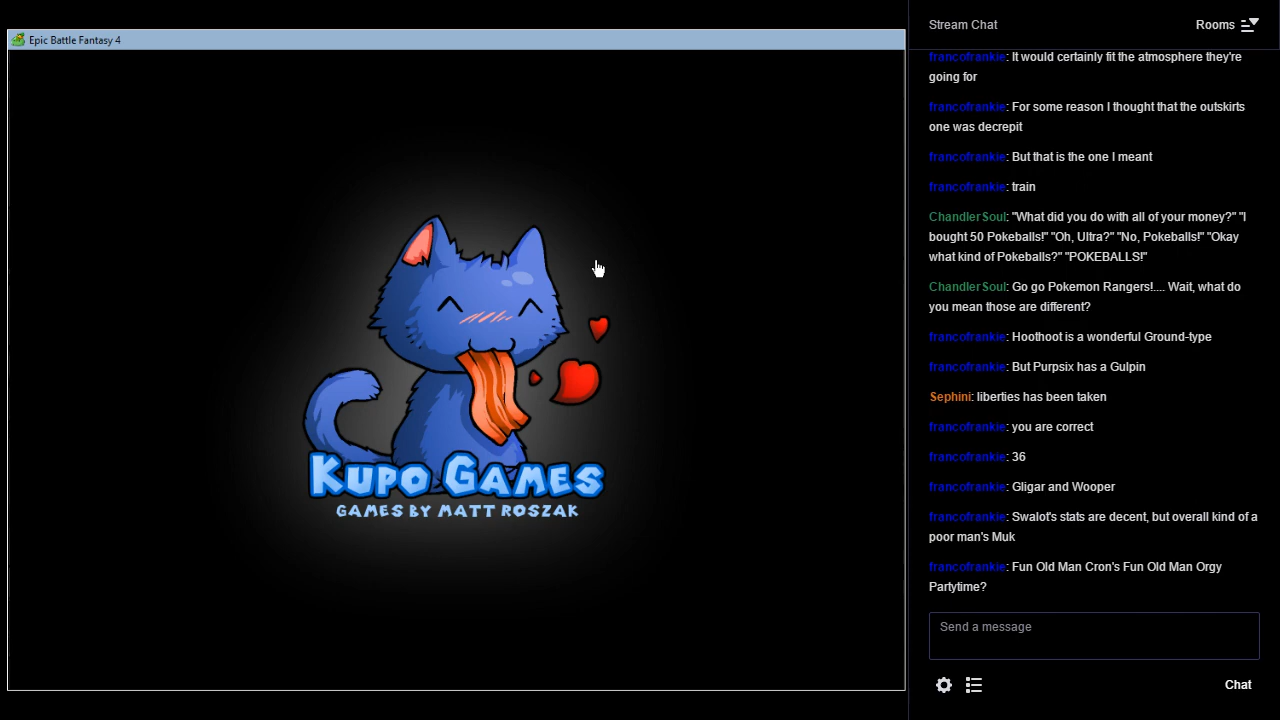 Epic Battle Fantasy 4
KUPO GAMES
GAMES BY MATT ROSZAK
Stream Chat
Rooms
francofrankie: It would certainly fit the atmosphere they're
going for
francofrankie: For some reason I thought that the outskirts
one was decrepit
francofrankie: But that is the one I meant
francofrankie: train
ChandlerSoul: "What did you do with all of your money?" "I
bought 50 Pokeballs!" "Oh, Ultra?" "No, Pokeballs!" "Okay
what kind of Pokeballs?" "POKEBALLS!"
ChandlerSoul: Go go Pokemon Rangers!.... Wait, what do
you mean those are different?
francofrankie: Hoothoot is a wonderful Ground-type
francofrankie: But Purpsix has a Gulpin
Sephini: liberties has been taken
francofrankie: you are correct
francofrankie: 36
francofrankie: Gligar and Wooper
francofrankie: Swalot's stats are decent, but overall kind of a
poor man's Muk
francofrankie: Fun Old Man Cron's Fun Old Man Orgy
Partytime?
Send a message
Chat